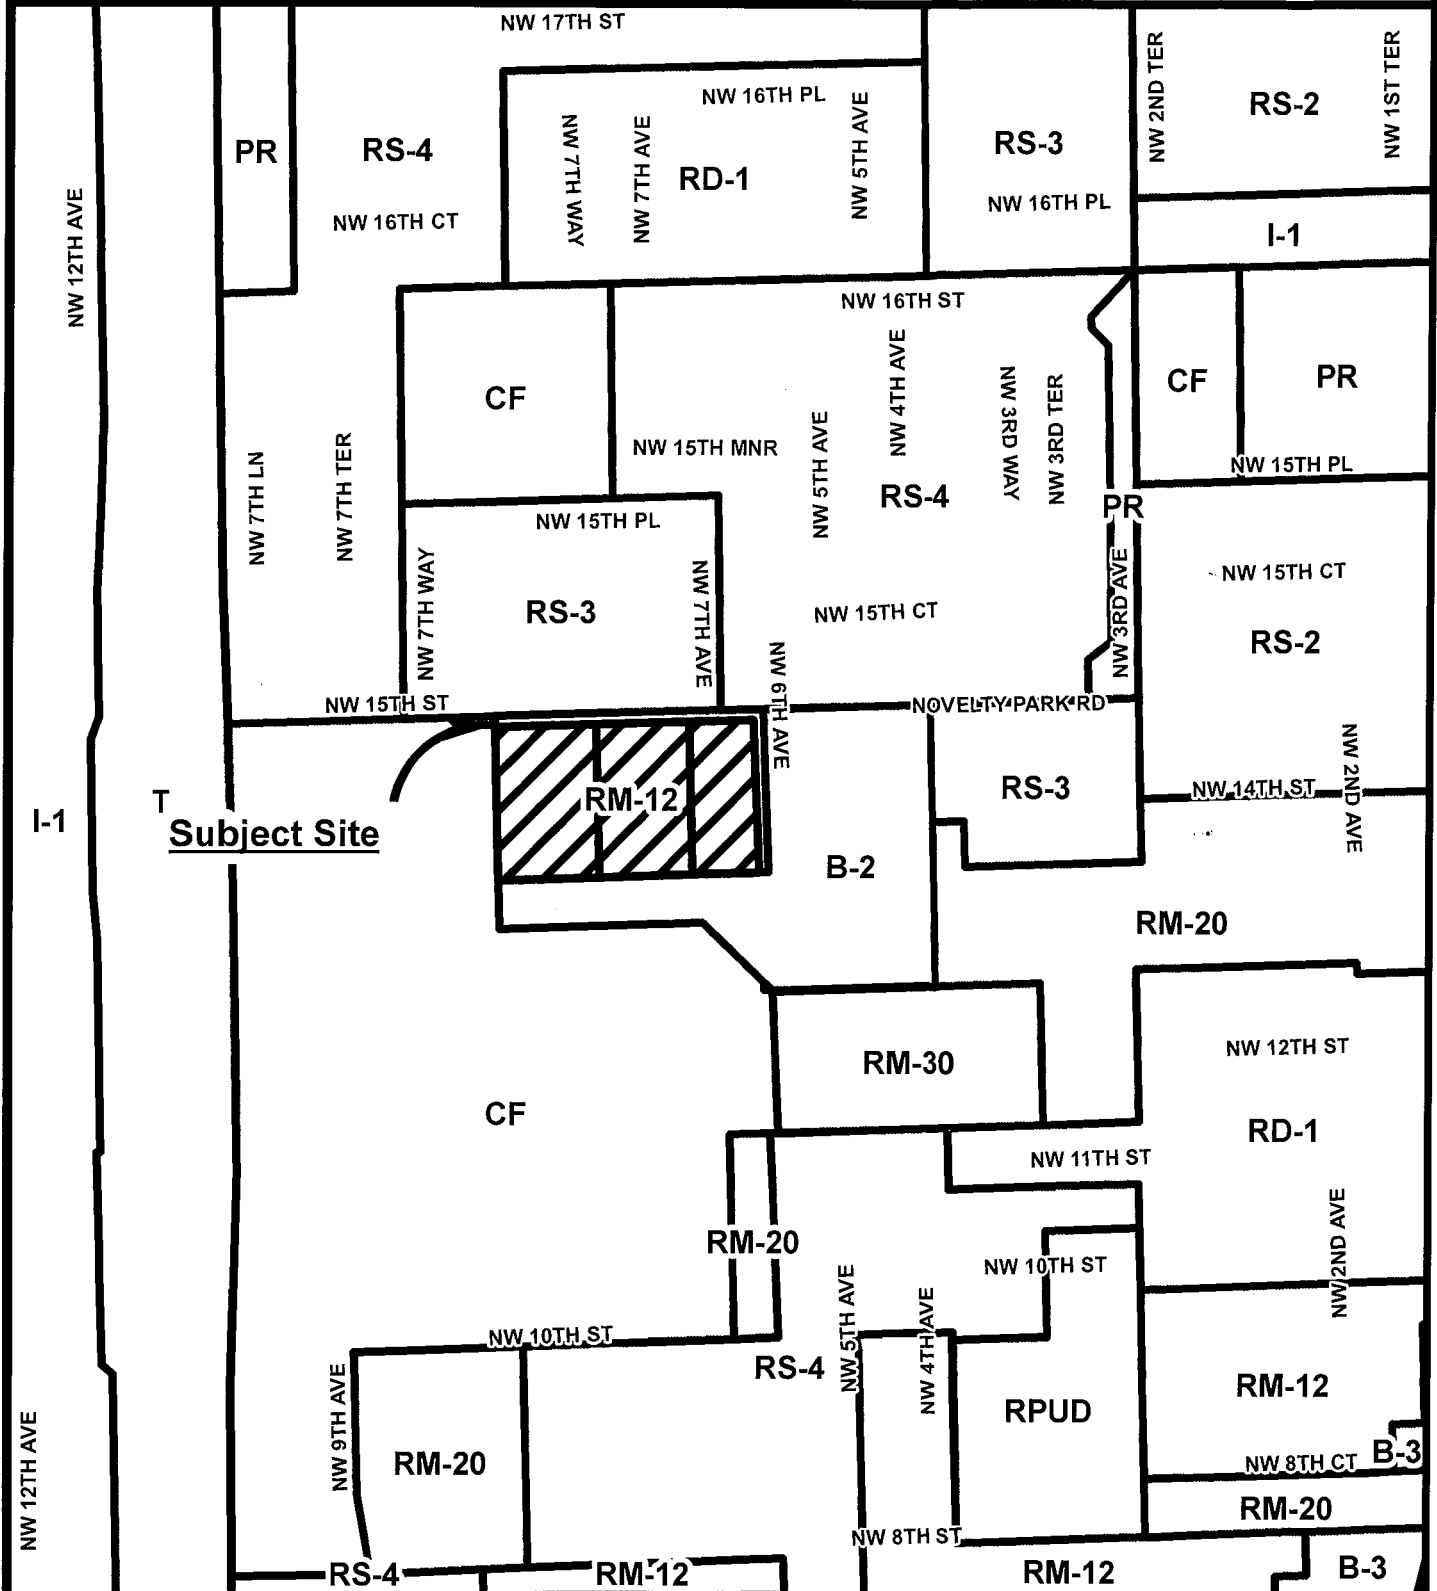 NW 17TH ST
NW 2ND TER
NW 1ST TER
RS-2
NW 16TH PL
NW 5TH AVE
NW 7TH WAY
NW 7TH AVE
RD-1
RS-3
PR
RS-4
NW 16TH CT
NW 16TH PL
NW 12TH AVE
I-1
NW 16TH ST
CF
NW 4TH AVE
NW 3RD WAY
NW 3RD TER
CF
PR
NW 15TH MNR
NW 5TH AVE
NW 15TH PL
NW 7TH LN
NW 7TH TER
RS-4
PR
NW 15TH PL
NW 7TH WAY
RS-3
NW 7TH AVE
NW 15TH CT
NW 3RD AVE
NW 15TH CT
RS-2
NW 15TH ST
NW 6TH AVE
NOVELTY PARK RD
RM-12
RS-3
NW 14TH ST
NW 2ND AVE
T
I-1
Subject Site
B-2
RM-20
RM-30
NW 12TH ST
CF
RD-1
NW 11TH ST
RM-20
NW 10TH ST
NW 2ND AVE
NW 5TH AVE
NW 4TH AVE
NW 10TH ST
RS-4
RM-12
NW 9TH AVE
RPUD
NW 12TH AVE
RM-20
B-3
NW 8TH CT
RM-20
NW 8TH ST
RS-4
RM-12
RM-12
B-3